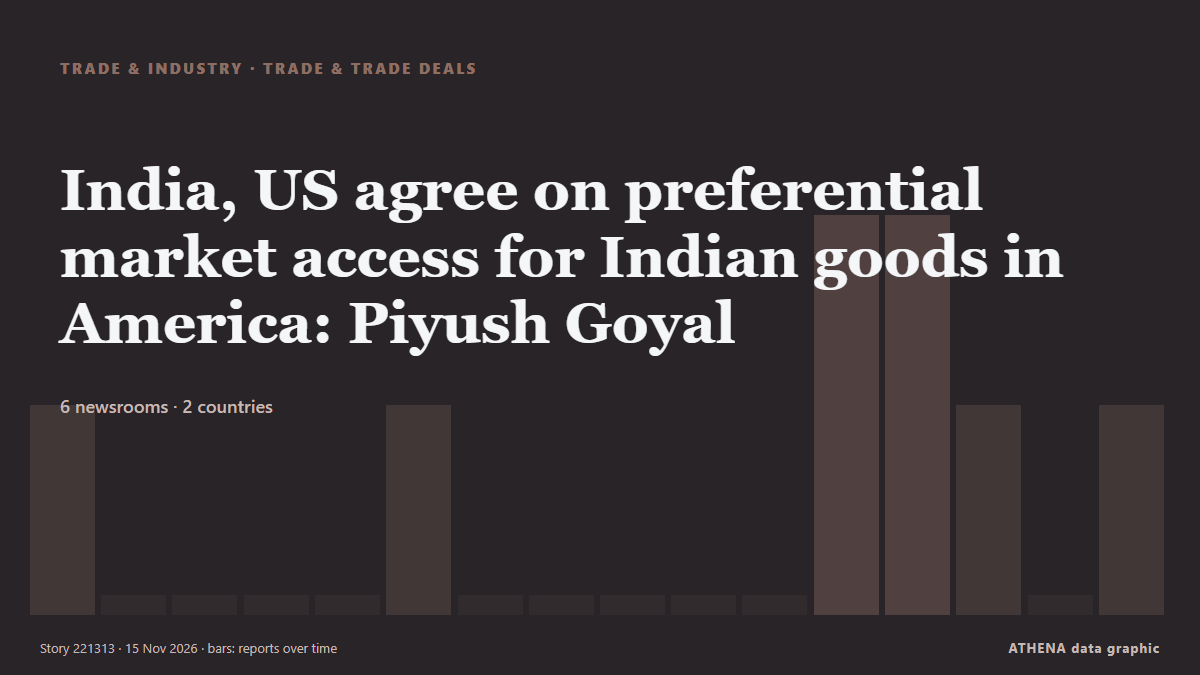 TRADE & INDUSTRY · TRADE & TRADE DEALS
India, US agree on preferential
market access for Indian goods in
America: Piyush Goyal
6 newsrooms · 2 countries
Story 221313 · 15 Nov 2026 · bars: reports over time
ATHENA data graphic